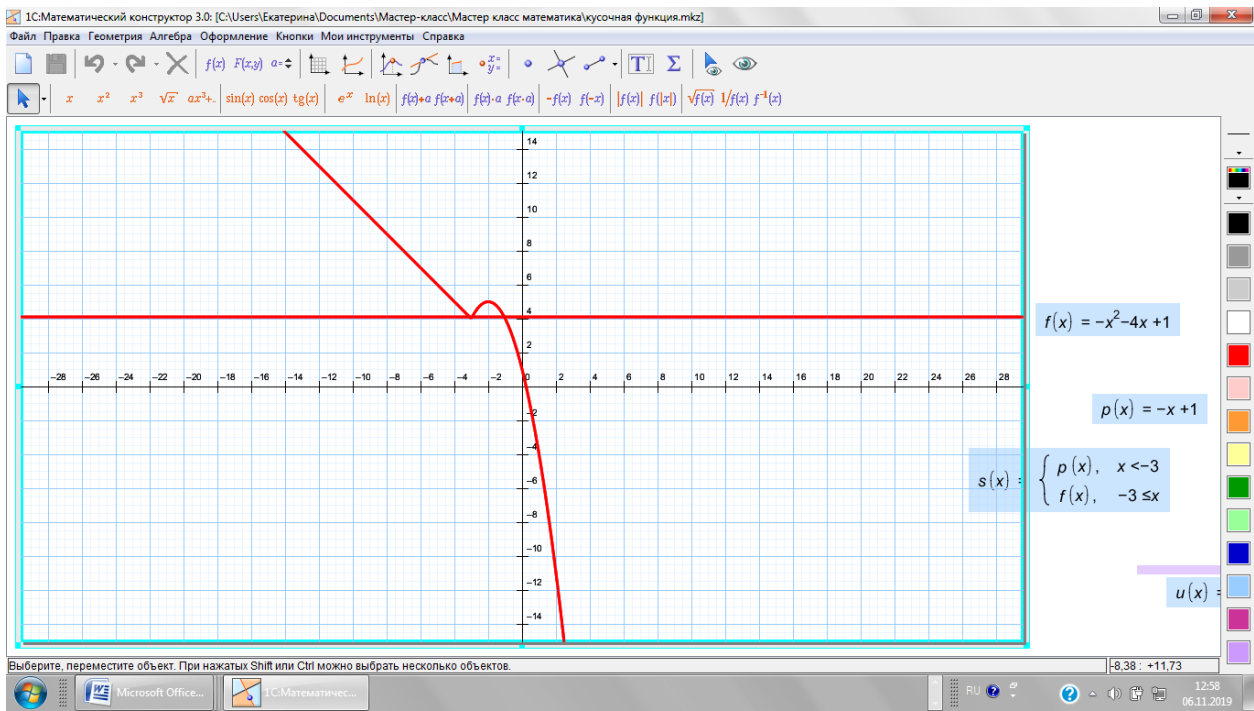 1С:Математический конструктор 3.0: [C:\Users\Екатерина\Documents\Мастер-класс\Мастер класс математика\кусочная функция.mkz]
Файл Правка Геометрия Алгебра Оформление Кнопки Мои инструменты Справка
f(x) F(x,y) a= x= y= T Σ
x x² x³ √x ax³+.. sin(x) cos(x) tg(x) eˣ ln(x) f(x)+a f(x+a) f(x)·a f(x·a) -f(x) f(-x) |f(x)| f(|x|) √f(x) 1/f(x) f⁻¹(x)
14
12
10
8
6
4
f(x) = −x²−4x +1
2
−28 −26 −24 −22 −20 −18 −16 −14 −12 −10 −8 −6 −4 −2 0 2 4 6 8 10 12 14 16 18 20 22 24 26 28
−2
p(x) = −x +1
−4
s(x) = { p(x), x <−3
f(x), −3 ≤x
−6
−8
−10
−12
u(x) =
−14
Выберите, переместите объект. При нажатых Shift или Ctrl можно выбрать несколько объектов.
-8,38 : +11,73
Microsoft Office...
1С:Математичес...
RU
12:58
06.11.2019